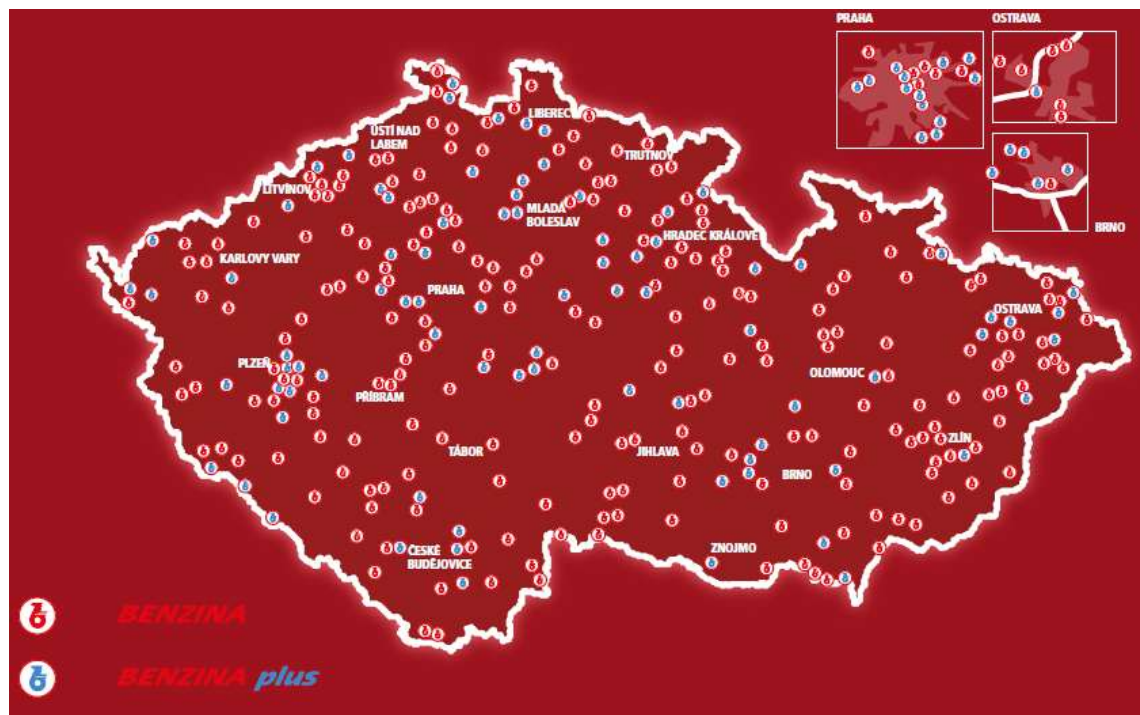 PRAHA
OSTRAVA
LIBEREC
ÚSTÍ NAD
LABEM
TRUTNOV
LITVÍNOV
MLADÁ
BOLESLAV
BRNO
HRADEC KRÁLOVÉ
KARLOVY VARY
PRAHA
OSTRAVA
PLZEŇ
OLOMOUC
PŘÍBRAM
TÁBOR
JIHLAVA
ZLÍN
BRNO
ČESKÉ
BUDĚJOVICE
ZNOJMO
BENZINA
BENZINA plus